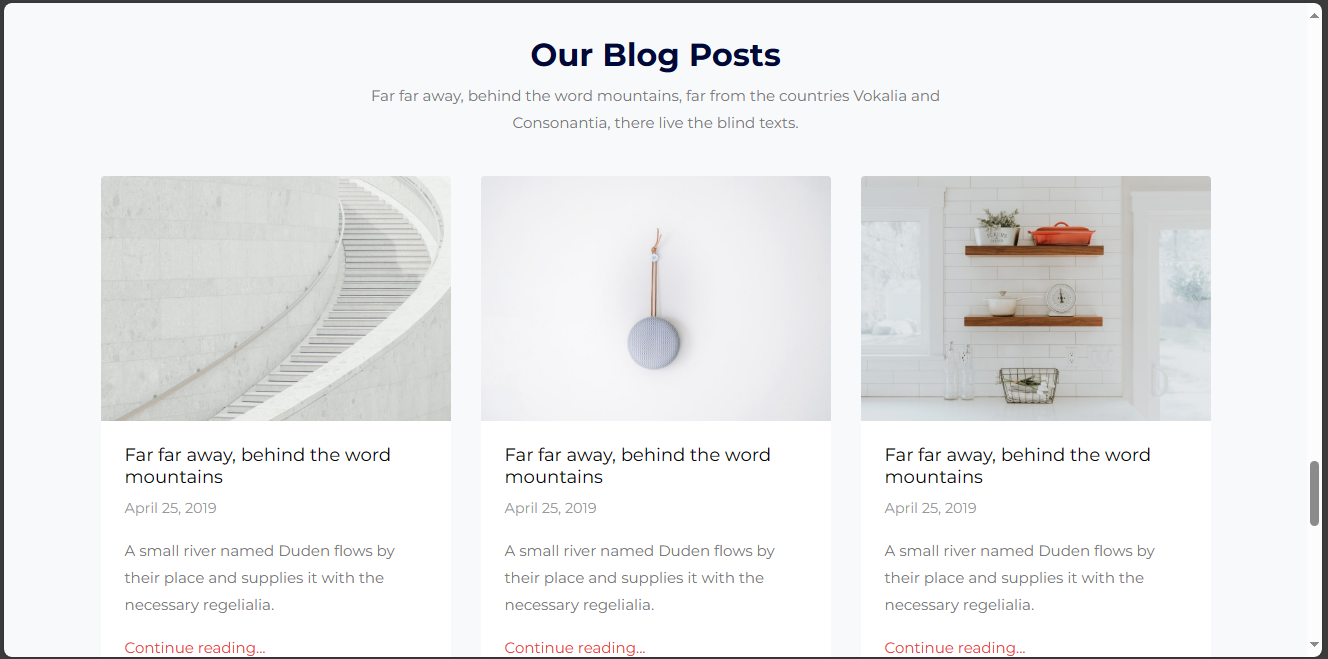 Our Blog Posts
Far far away, behind the word mountains, far from the countries Vokalia and
Consonantia, there live the blind texts.
Far far away, behind the word
mountains
April 25, 2019
A small river named Duden flows by
their place and supplies it with the
necessary regelialia.
Continue reading...
Far far away, behind the word
mountains
April 25, 2019
A small river named Duden flows by
their place and supplies it with the
necessary regelialia.
Continue reading...
Far far away, behind the word
mountains
April 25, 2019
A small river named Duden flows by
their place and supplies it with the
necessary regelialia.
Continue reading...